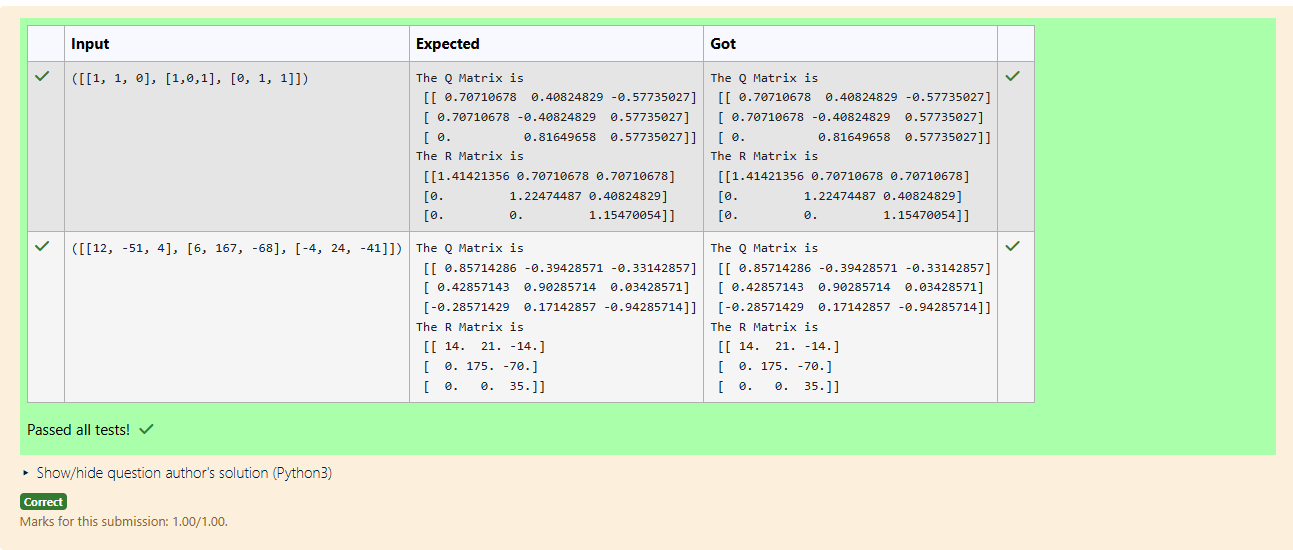 Input Expected Got
([[1, 1, 0], [1,0,1], [0, 1, 1]])
The Q Matrix is
[[ 0.70710678 0.40824829 -0.57735027]
[ 0.70710678 -0.40824829 0.57735027]
[ 0. 0.81649658 0.57735027]]
The R Matrix is
[[1.41421356 0.70710678 0.70710678]
[0. 1.22474487 0.40824829]
[0. 0. 1.15470054]]
The Q Matrix is
[[ 0.70710678 0.40824829 -0.57735027]
[ 0.70710678 -0.40824829 0.57735027]
[ 0. 0.81649658 0.57735027]]
The R Matrix is
[[1.41421356 0.70710678 0.70710678]
[0. 1.22474487 0.40824829]
[0. 0. 1.15470054]]
([[12, -51, 4], [6, 167, -68], [-4, 24, -41]])
The Q Matrix is
[[ 0.85714286 -0.39428571 -0.33142857]
[ 0.42857143 0.90285714 0.03428571]
[-0.28571429 0.17142857 -0.94285714]]
The R Matrix is
[[ 14. 21. -14.]
[ 0. 175. -70.]
[ 0. 0. 35.]]
The Q Matrix is
[[ 0.85714286 -0.39428571 -0.33142857]
[ 0.42857143 0.90285714 0.03428571]
[-0.28571429 0.17142857 -0.94285714]]
The R Matrix is
[[ 14. 21. -14.]
[ 0. 175. -70.]
[ 0. 0. 35.]]
Passed all tests!
Show/hide question author's solution (Python3)
Correct
Marks for this submission: 1.00/1.00.